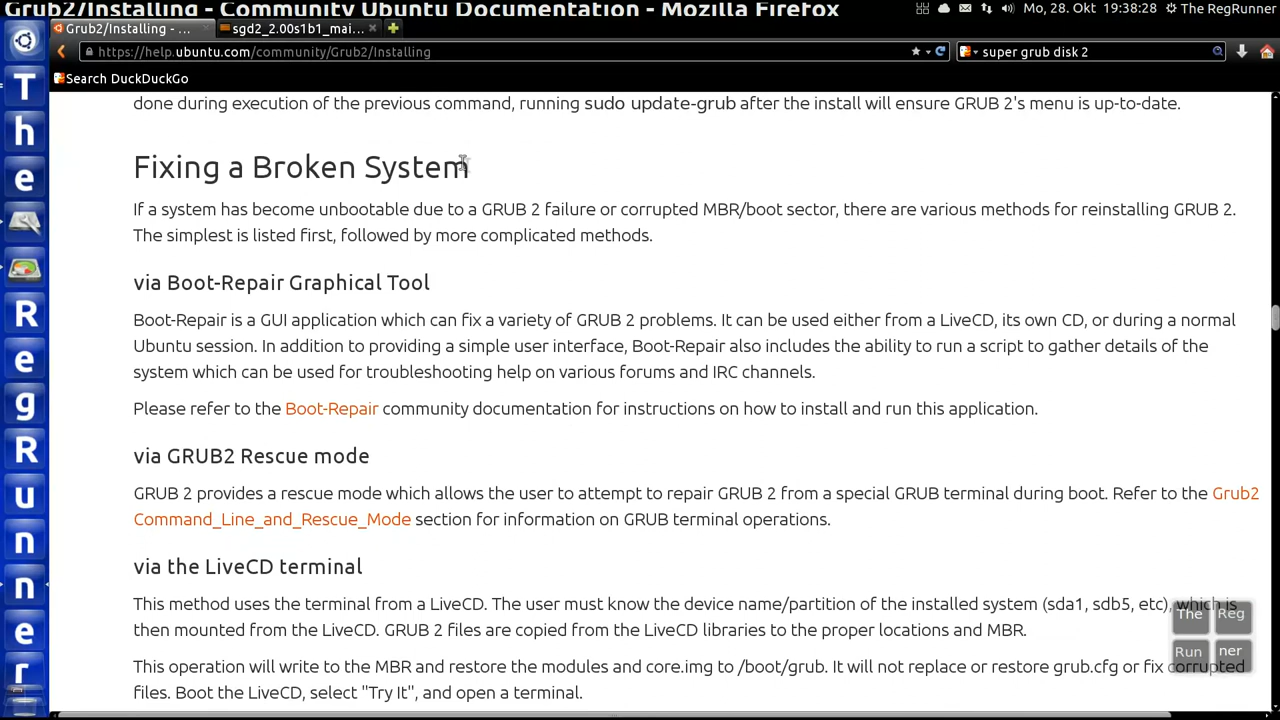 Grub2/Installing - Community Ubuntu Documentation - Mozilla Firefox
Mo, 28. Okt 19:38:28 The RegRunner
Grub2/Installing - ...
sgd2_2.00s1b1_mai...
https://help.ubuntu.com/community/Grub2/Installing
super grub disk 2
Search DuckDuckGo
T
h
e
R
e
g
R
u
n
n
e
r
done during execution of the previous command, running sudo update-grub after the install will ensure GRUB 2's menu is up-to-date.
Fixing a Broken System
If a system has become unbootable due to a GRUB 2 failure or corrupted MBR/boot sector, there are various methods for reinstalling GRUB 2.
The simplest is listed first, followed by more complicated methods.
via Boot-Repair Graphical Tool
Boot-Repair is a GUI application which can fix a variety of GRUB 2 problems. It can be used either from a LiveCD, its own CD, or during a normal
Ubuntu session. In addition to providing a simple user interface, Boot-Repair also includes the ability to run a script to gather details of the
system which can be used for troubleshooting help on various forums and IRC channels.
Please refer to the Boot-Repair community documentation for instructions on how to install and run this application.
via GRUB2 Rescue mode
GRUB 2 provides a rescue mode which allows the user to attempt to repair GRUB 2 from a special GRUB terminal during boot. Refer to the Grub2
Command_Line_and_Rescue_Mode section for information on GRUB terminal operations.
via the LiveCD terminal
This method uses the terminal from a LiveCD. The user must know the device name/partition of the installed system (sda1, sdb5, etc), which is
then mounted from the LiveCD. GRUB 2 files are copied from the LiveCD libraries to the proper locations and MBR.
This operation will write to the MBR and restore the modules and core.img to /boot/grub. It will not replace or restore grub.cfg or fix corrupted
files. Boot the LiveCD, select "Try It", and open a terminal.
The Reg
Run ner